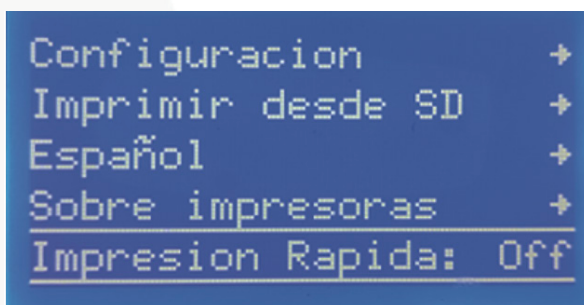 Configuracion →
Imprimir desde SD →
Español →
Sobre impresoras →
Impresion Rapida: Off